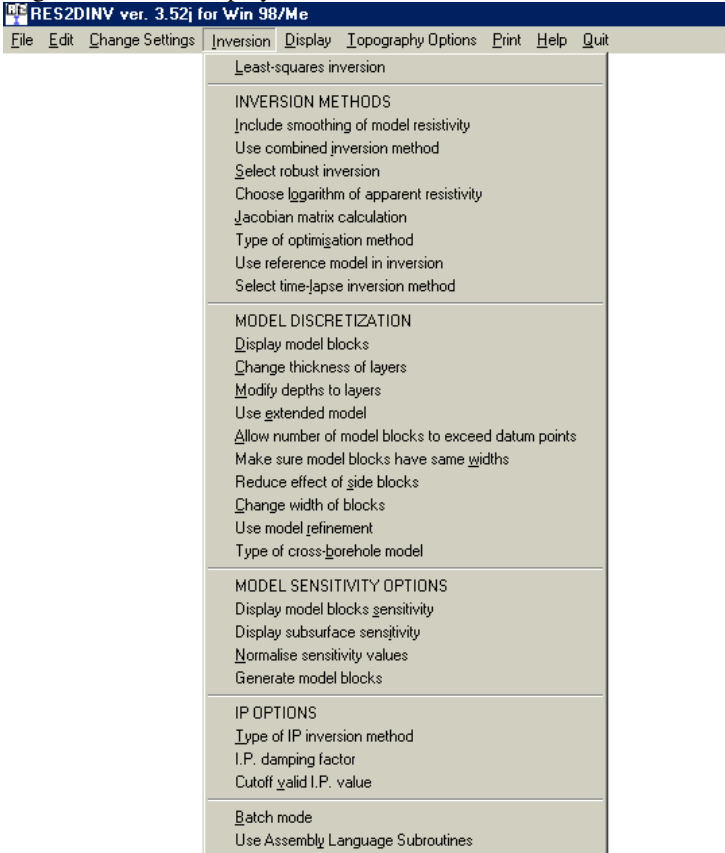 RES2DINV ver. 3.52j for Win 98/Me
File Edit Change Settings Inversion Display Topography Options Print Help Quit
Least-squares inversion
INVERSION METHODS
Include smoothing of model resistivity
Use combined inversion method
Select robust inversion
Choose logarithm of apparent resistivity
Jacobian matrix calculation
Type of optimisation method
Use reference model in inversion
Select time-lapse inversion method
MODEL DISCRETIZATION
Display model blocks
Change thickness of layers
Modify depths to layers
Use extended model
Allow number of model blocks to exceed datum points
Make sure model blocks have same widths
Reduce effect of side blocks
Change width of blocks
Use model refinement
Type of cross-borehole model
MODEL SENSITIVITY OPTIONS
Display model blocks sensitivity
Display subsurface sensitivity
Normalise sensitivity values
Generate model blocks
IP OPTIONS
Type of IP inversion method
I.P. damping factor
Cutoff valid I.P. value
Batch mode
Use Assembly Language Subroutines